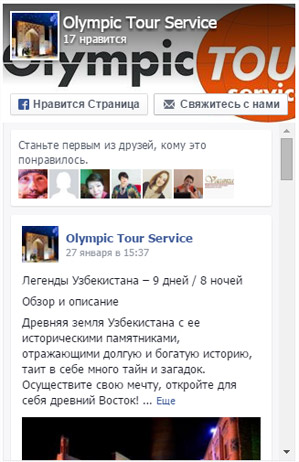 Olympic Tour Service
17 нравится
Olympic TOU
servic
Нравится Страница
Свяжитесь с нами
Станьте первым из друзей, кому это
понравилось.
Olympic Tour Service
27 января в 15:37
Легенды Узбекистана – 9 дней / 8 ночей
Обзор и описание
Древняя земля Узбекистана с ее
историческими памятниками,
отражающими долгую и богатую историю,
таит в себе много тайн и загадок.
Осуществите свою мечту, откройте для
себя древний Восток! ... Еще